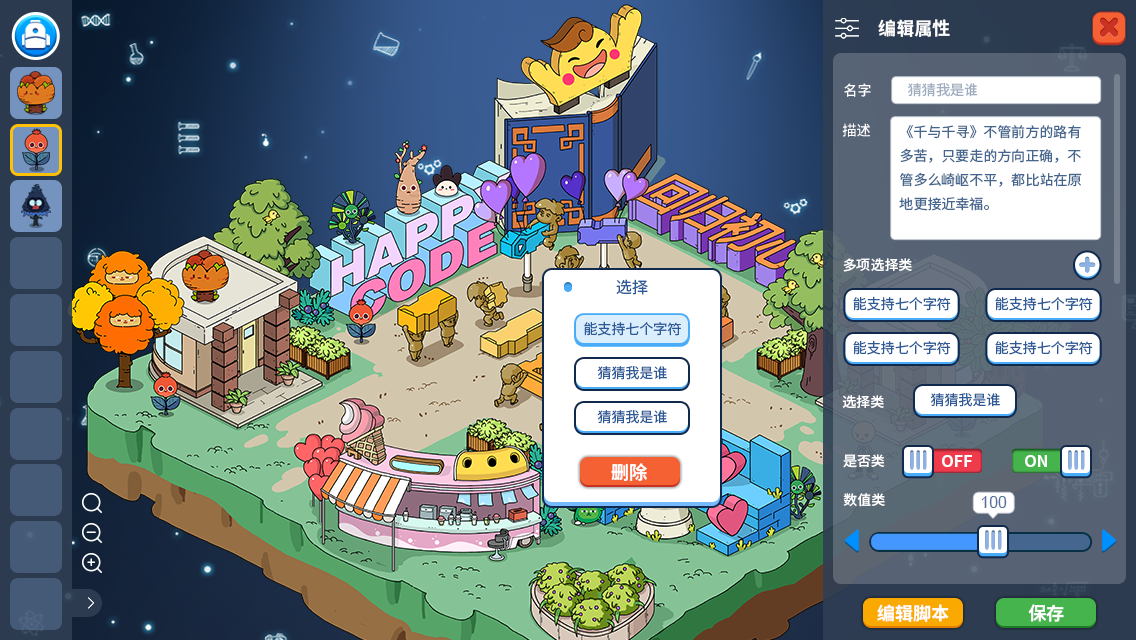 编辑属性
名字
猜猜我是谁
描述
《千与千寻》不管前方的路有
多苦，只要走的方向正确，不
管多么崎岖不平，都比站在原
地更接近幸福。
多项选择类
能支持七个字符
能支持七个字符
能支持七个字符
能支持七个字符
选择类
猜猜我是谁
是否类
OFF
ON
数值类
100
编辑脚本
保存
HAPPY
CODE
回归初心
选择
能支持七个字符
猜猜我是谁
猜猜我是谁
删除